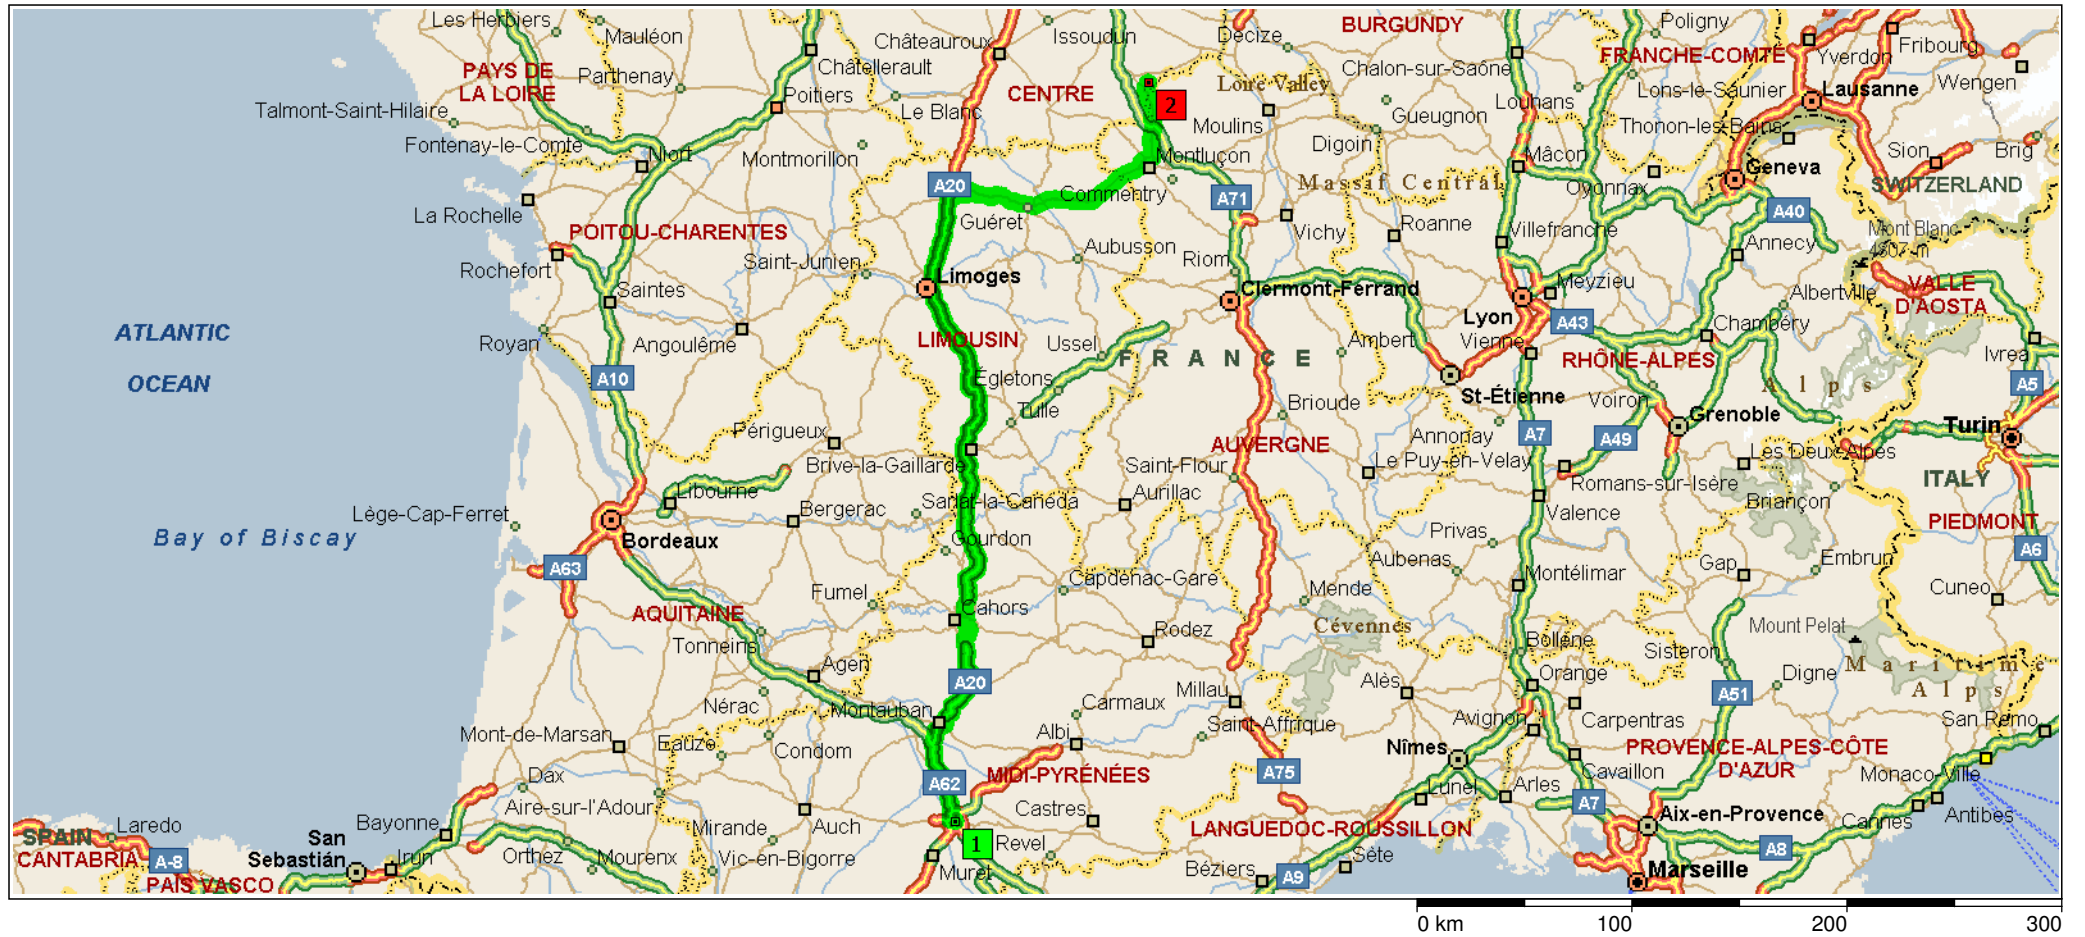 Les Herbiers
Mauléon
Châteauroux
Issoudun
Decize
BURGUNDY
Poligny
Yverdon
Fribourg
PAYS DE
LA LOIRE
Parthenay
Châtellerault
Chalon-sur-Saône
FRANCHE-COMTÉ
Wengen
Talmont-Saint-Hilaire
Poitiers
Le Blanc
CENTRE
2
Loire Valley
Moulins
Gueugnon
Louhans
Lons-le-Saunier
Lausanne
Fontenay-le-Comte
Niort
Montmorillon
Montluçon
Digoin
Mâcon
Thonon-les-Bains
Geneva
Sion
Brig
La Rochelle
A20
Guéret
Commentry
A71
Massif Central
Oyonnax
A40
SWITZERLAND
POITOU-CHARENTES
Aubusson
Vichy
Roanne
Villefranche
Annecy
Mont Blanc
4807 m
Rochefort
Saint-Junien
Limoges
Riom
Saintes
Clermont-Ferrand
Meyzieu
Albertville
VALLE
D'AOSTA
ATLANTIC
OCEAN
Royan
Angoulême
LIMOUSIN
Ussel
FRANCE
Ambert
Lyon
Vienne
A43
Chambéry
RHÔNE-ALPES
Ivrea
A10
Égletons
Tulle
Brioude
St-Étienne
Voiron
Alps
A5
Grenoble
Turin
Périgueux
AUVERGNE
Annonay
A7
A49
Brive-la-Gaillarde
Saint-Flour
Le Puy-en-Velay
Les Deux-Alpes
ITALY
Libourne
Bergerac
Sarlat-la-Canéda
Aurillac
Romans-sur-Isère
Briançon
Lège-Cap-Ferret
Bay of Biscay
Bordeaux
Gourdon
Privas
Valence
PIEDMONT
A63
Aubenas
Gap
Embrun
A6
AQUITAINE
Fumel
Capdenac-Gare
Mende
Montélimar
Cuneo
Cahors
Cévennes
Tonneins
Rodez
Bollène
Mount Pelat
Sisteron
Agen
A20
Millau
Alès
Orange
Digne
Maritime
Alps
Nérac
Montauban
Carmaux
Saint-Affrique
Avignon
Carpentras
A51
San Remo
Mont-de-Marsan
Eauze
Condom
Albi
Nîmes
PROVENCE-ALPES-CÔTE
D'AZUR
Dax
A62
MIDI-PYRÉNÉES
A75
Cavaillon
Monaco-Ville
Aire-sur-l'Adour
Castres
Lunel
Arles
A7
Aix-en-Provence
Antibes
SPAIN
Laredo
San
Sebastián
Bayonne
Mirande
Auch
1
Revel
LANGUEDOC-ROUSSILLON
Cannes
CANTABRIA
A-8
Irun
Orthez
Mourenx
Vic-en-Bigorre
Muret
Béziers
A9
Sète
A8
Marseille
PAÍS VASCO
0 km
100
200
300